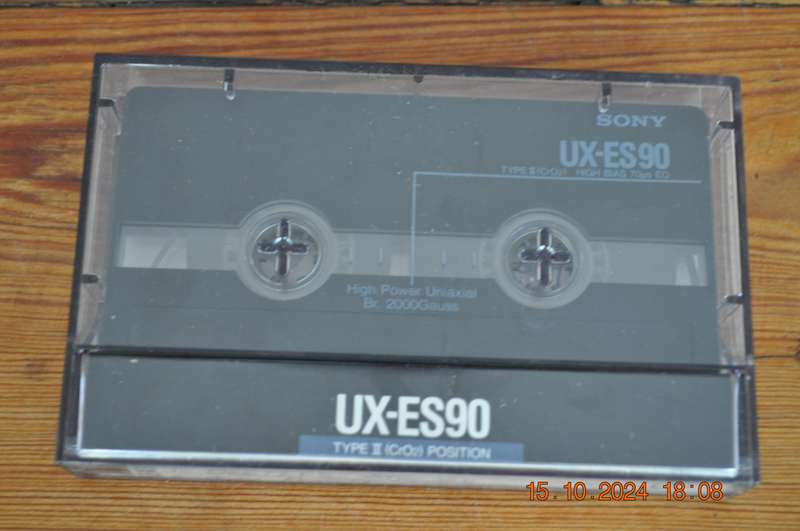 SONY
UX-ES90
TYPE II (CrO2) HIGH BIAS 70μs EQ
High Power Uniaxial
Br. 2000Gauss
UX-ES90
TYPE II (CrO2) POSITION
15.10.2024 18:08